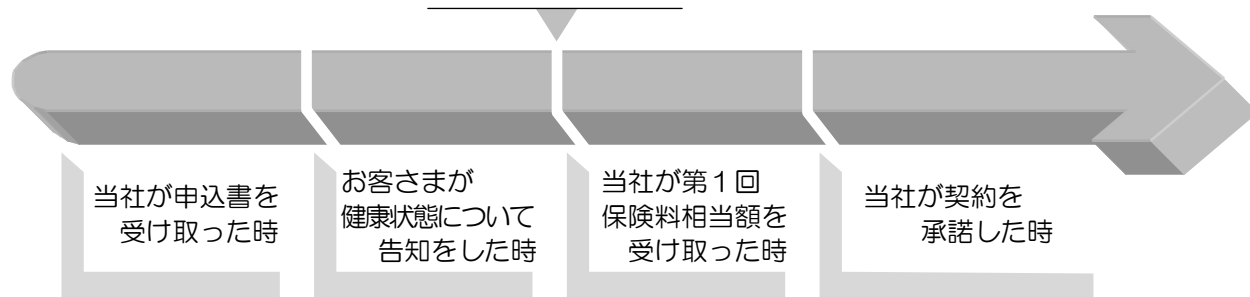 当社が申込書を
受け取った時
お客さまが
健康状態について
告知をした時
当社が第１回
保険料相当額を
受け取った時
当社が契約を
承諾した時